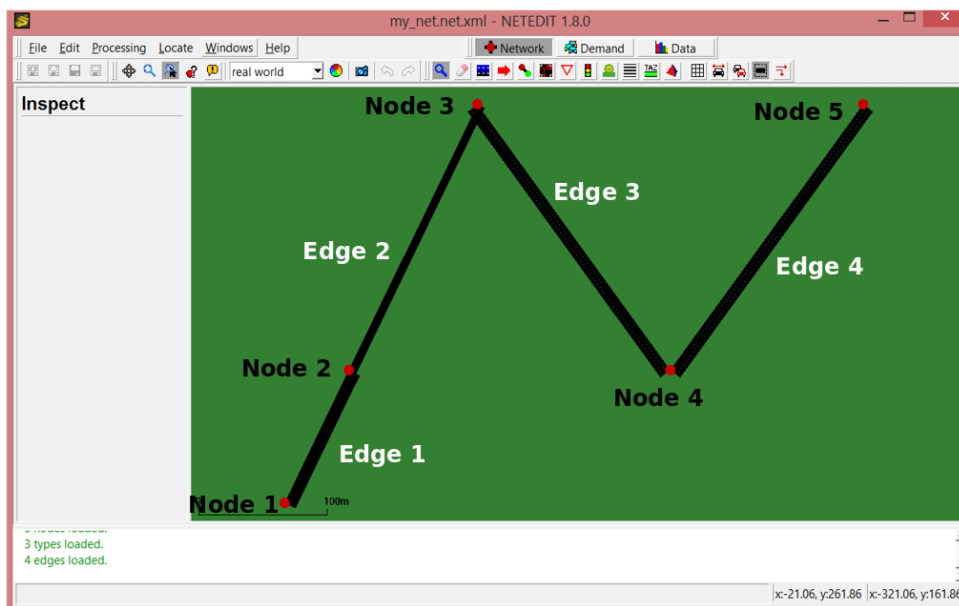 my_net.net.xml - NETEDIT 1.8.0
File Edit Processing Locate Windows Help
Network Demand Data
real world
TAZ
Inspect
Node 3
Node 5
Edge 3
Edge 2
Edge 4
Node 2
Node 4
Edge 1
Node 1
100m
3 types loaded.
4 edges loaded.
x:-21.06, y:261.86 x:-321.06, y:161.86